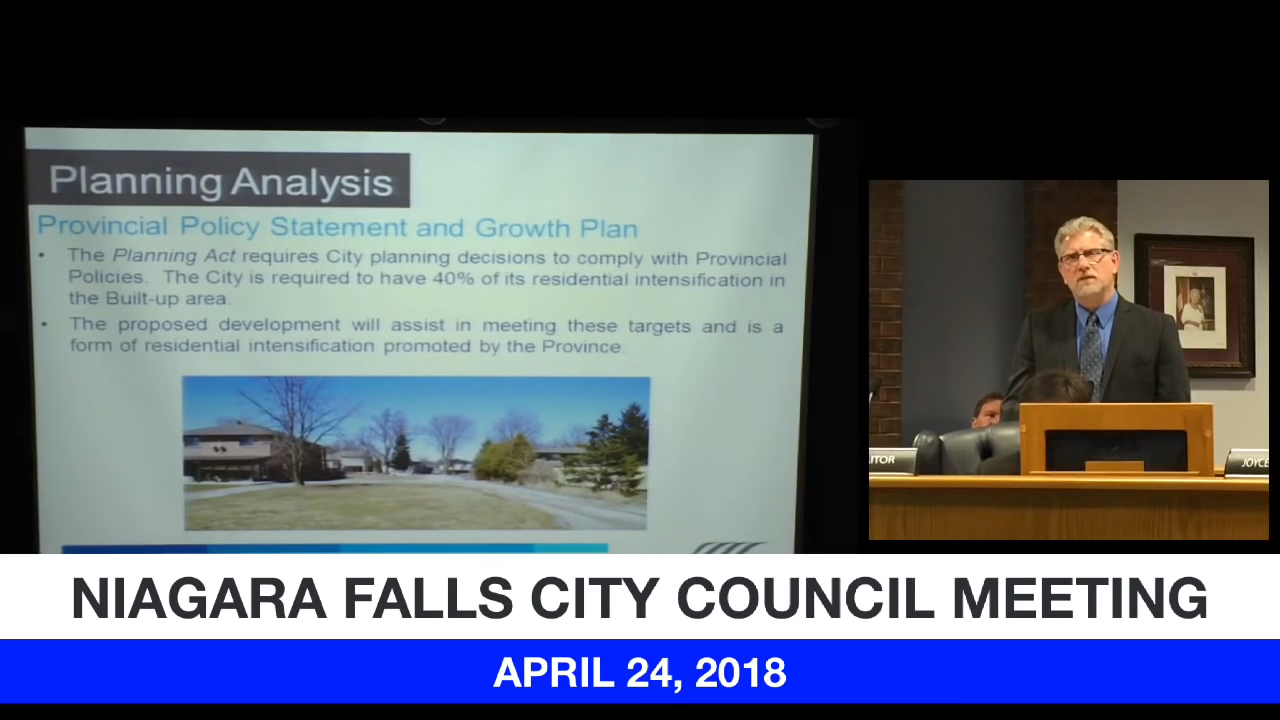 Planning Analysis
Provincial Policy Statement and Growth Plan
• The Planning Act requires City planning decisions to comply with Provincial
Policies. The City is required to have 40% of its residential intensification in
the Built-up area.
• The proposed development will assist in meeting these targets and is a
form of residential intensification promoted by the Province.
ITOR
JOYCE
NIAGARA FALLS CITY COUNCIL MEETING
APRIL 24, 2018